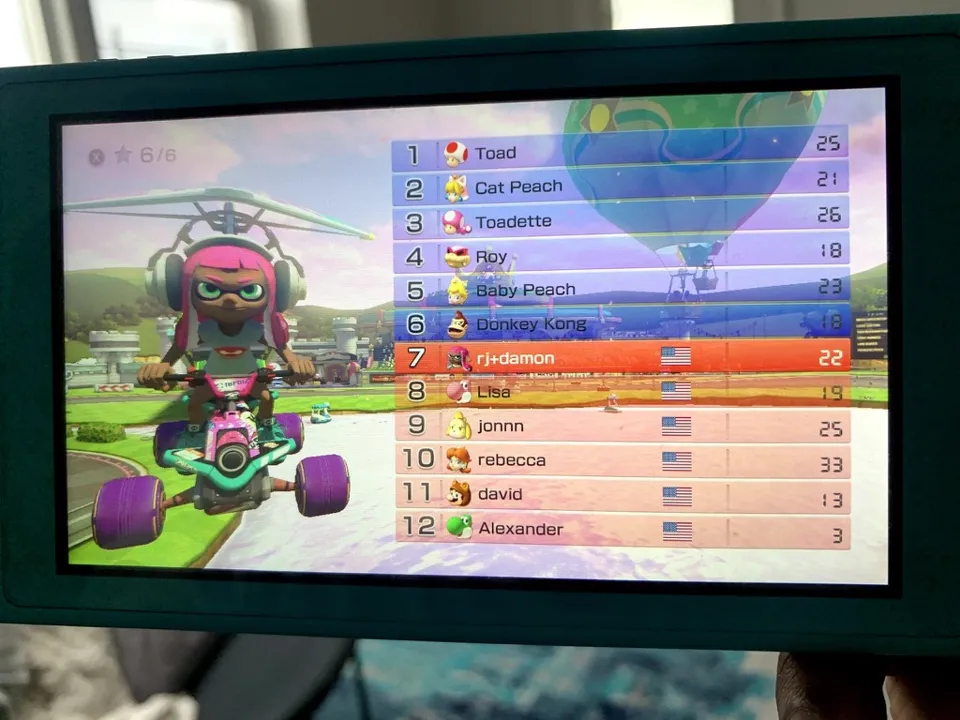 X ★ 6/6
1 Toad 25
2 Cat Peach 21
3 Toadette 26
4 Roy 18
5 Baby Peach 23
6 Donkey Kong 18
7 rj+damon 22
8 Lisa 19
9 jonnn 25
10 rebecca 33
11 david 13
12 Alexander 3